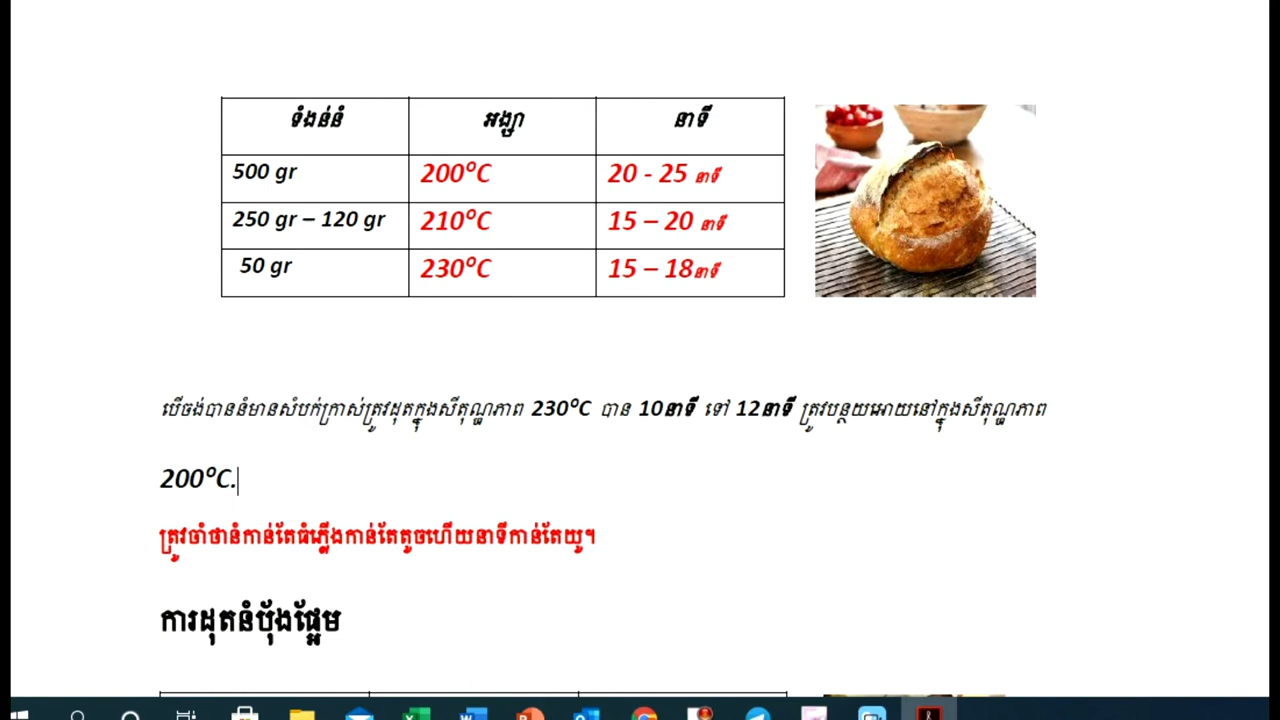 ទំងន់នំ អង្សា នាទី
500 gr 200°C 20 - 25 នាទី
250 gr – 120 gr 210°C 15 – 20 នាទី
50 gr 230°C 15 – 18នាទី
បើចង់បាននំមានសំបក់ក្រាស់ត្រូវដុតក្នុងសីតុណ្ហភាព 230°C បាន 10នាទី ទៅ 12នាទី ត្រូវបន្ថយអោយនៅក្នុងសីតុណ្ហភាព
200°C.
ត្រូវចាំថានំកាន់តែធំភ្លើងកាន់តែតូចហើយនាទីកាន់តែយូ។
ការដុតនំប៉័ងផ្អែម